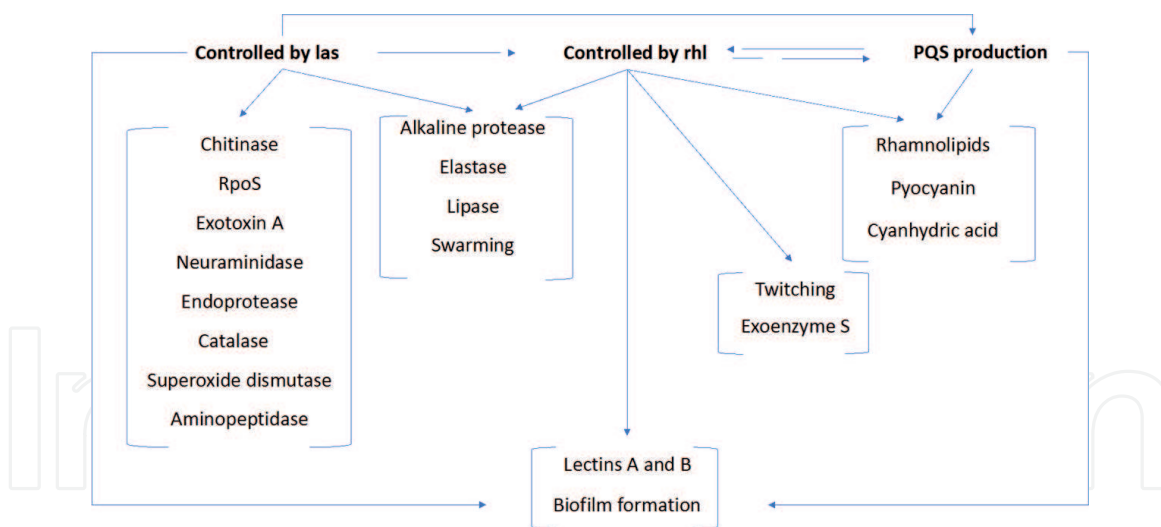 Controlled by las
Controlled by rhl
PQS production
Chitinase
RpoS
Exotoxin A
Neuraminidase
Endoprotease
Catalase
Superoxide dismutase
Aminopeptidase
Alkaline protease
Elastase
Lipase
Swarming
Rhamnolipids
Pyocyanin
Cyanhydric acid
Twitching
Exoenzyme S
Lectins A and B
Biofilm formation